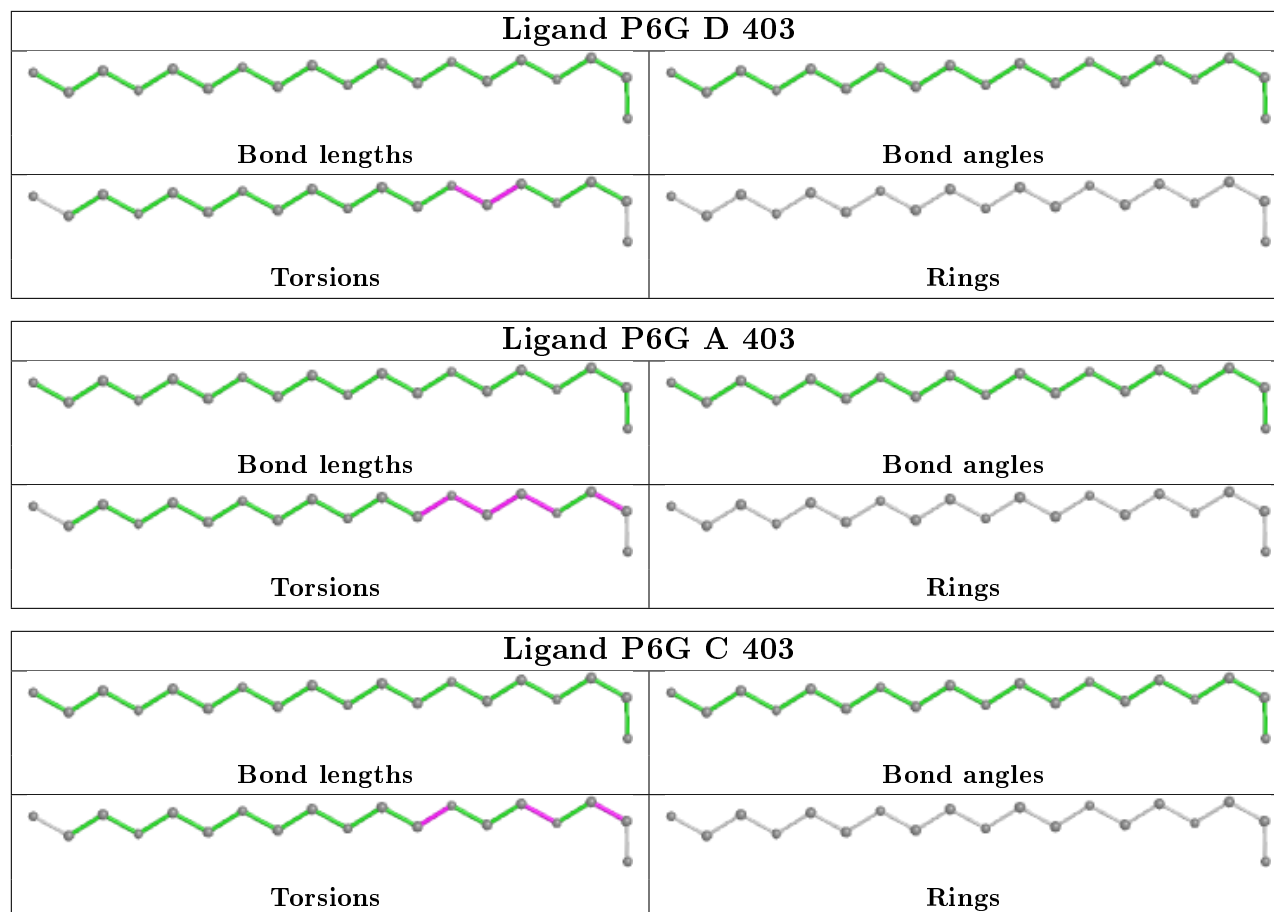 Ligand P6G D 403
Bond lengths Bond angles
Torsions Rings
Ligand P6G A 403
Bond lengths Bond angles
Torsions Rings
Ligand P6G C 403
Bond lengths Bond angles
Torsions Rings